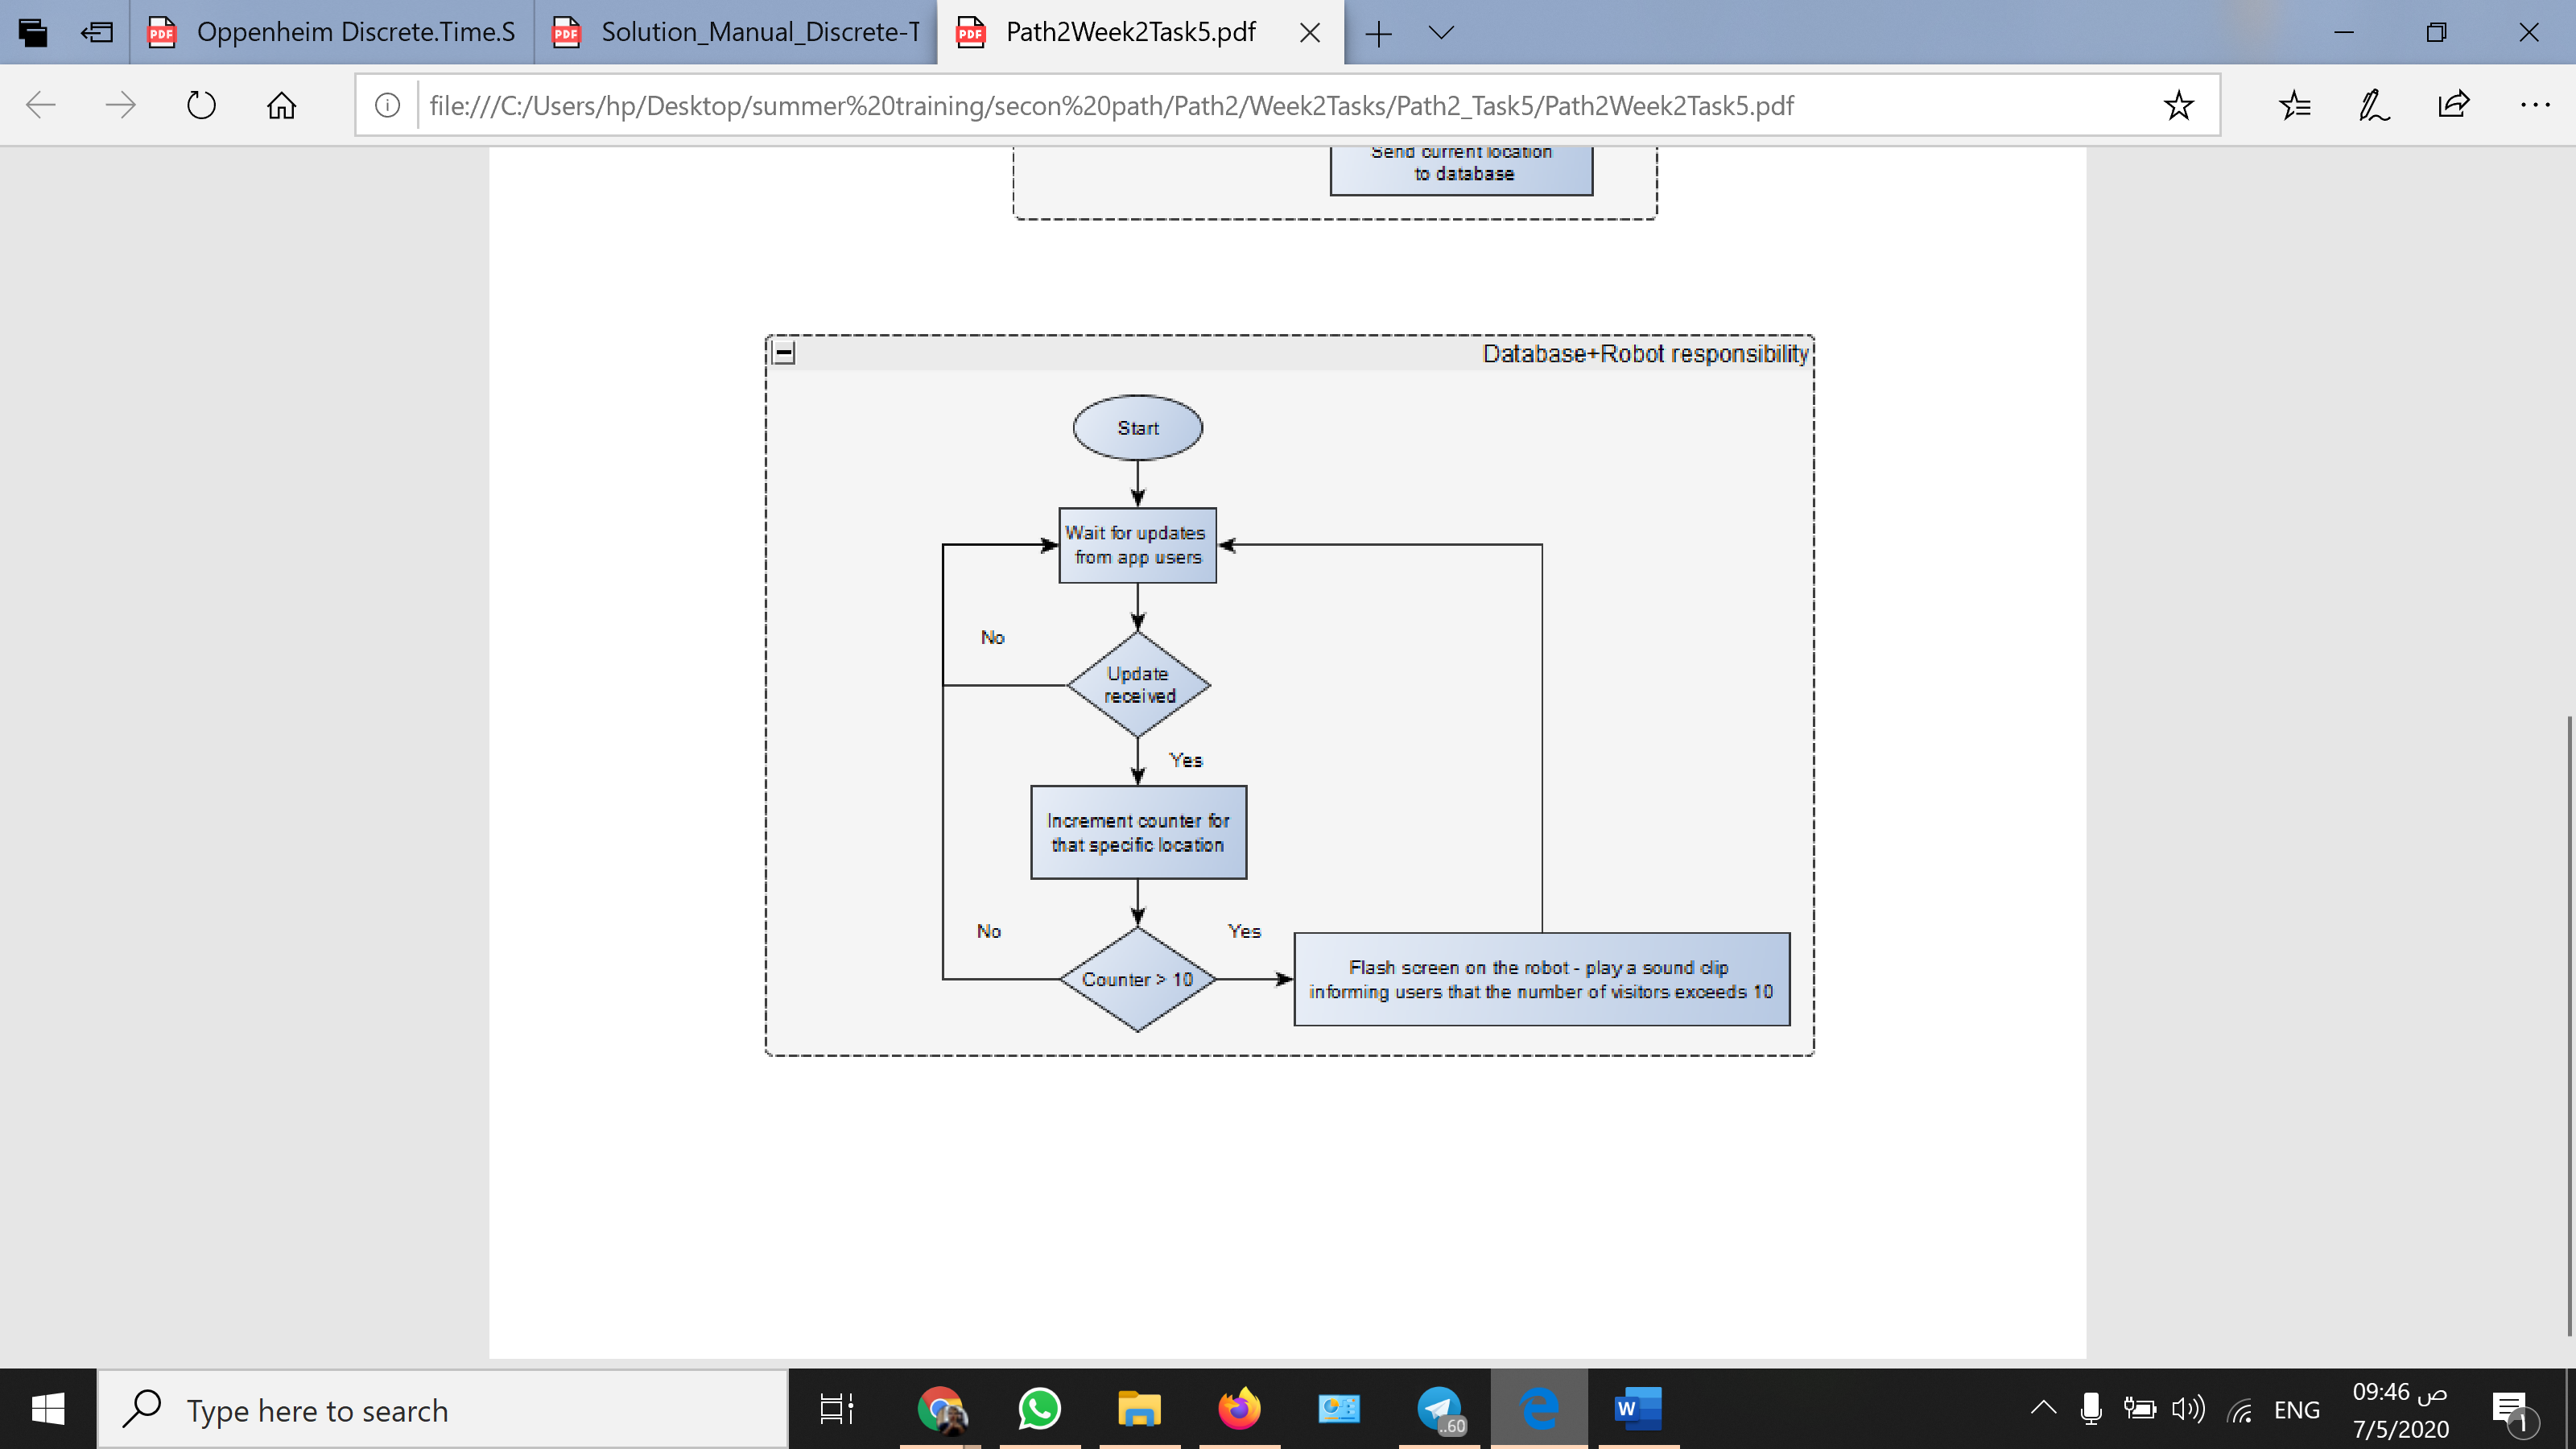 Oppenheim Discrete.Time.S
Solution_Manual_Discrete-T
Path2Week2Task5.pdf
file:///C:/Users/hp/Desktop/summer%20training/secon%20path/Path2/Week2Tasks/Path2_Task5/Path2Week2Task5.pdf
Send current location
to database
Database+Robot responsibility
Start
Wait for updates
from app users
No
Update
received
Yes
Increment counter for
that specific location
No
Yes
Counter > 10
Flash screen on the robot - play a sound clip
informing users that the number of visitors exceeds 10
Type here to search
..60
ENG
09:46 ص
7/5/2020
١